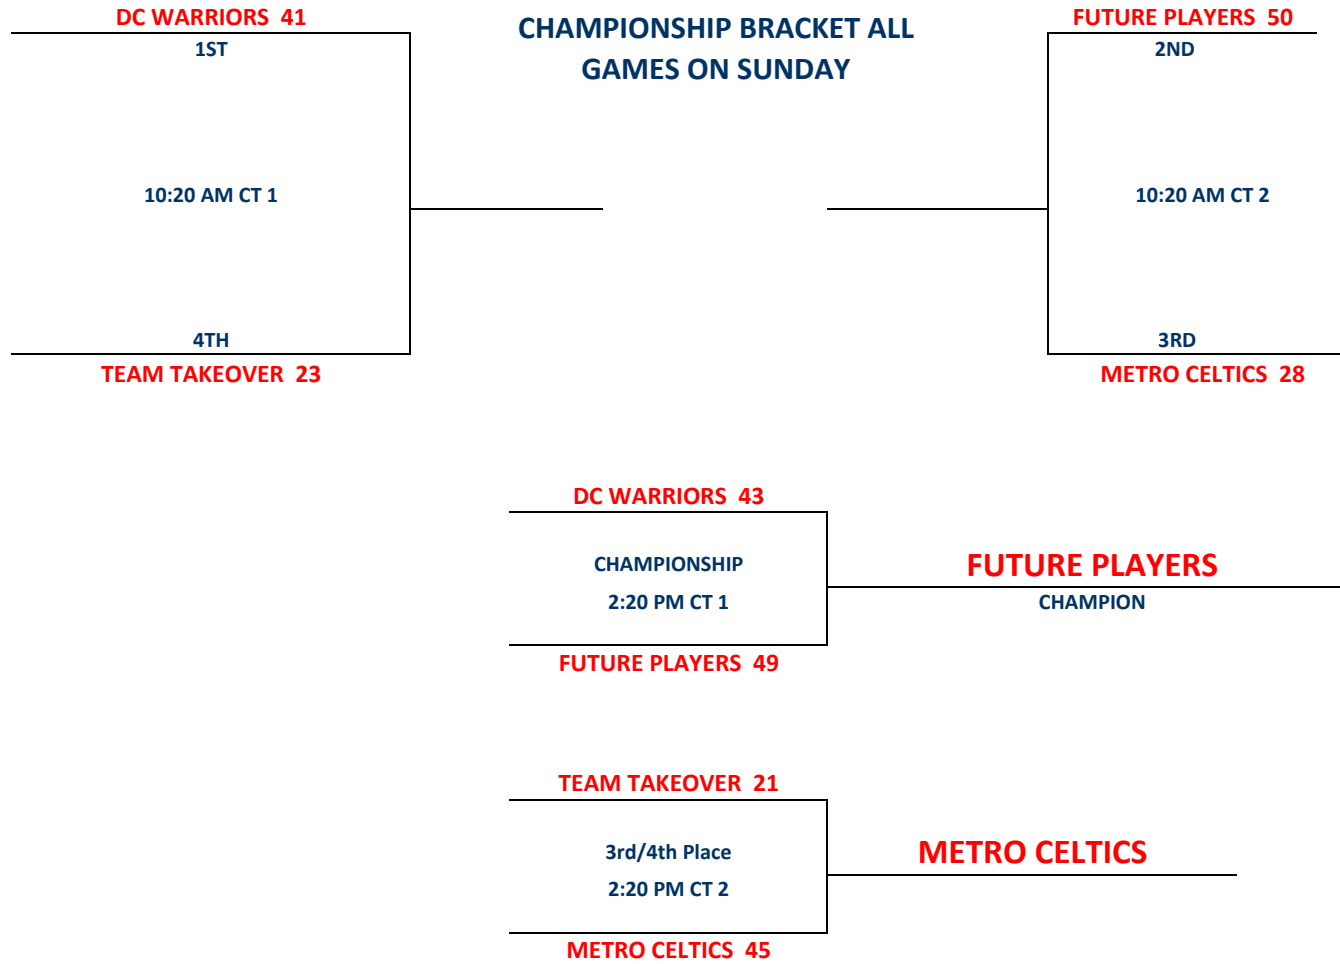 DC WARRIORS 41
1ST
10:20 AM CT 1
4TH
TEAM TAKEOVER 23
CHAMPIONSHIP BRACKET ALL
GAMES ON SUNDAY
FUTURE PLAYERS 50
2ND
10:20 AM CT 2
3RD
METRO CELTICS 28
DC WARRIORS 43
CHAMPIONSHIP
2:20 PM CT 1
FUTURE PLAYERS 49
FUTURE PLAYERS
CHAMPION
TEAM TAKEOVER 21
3rd/4th Place
2:20 PM CT 2
METRO CELTICS 45
METRO CELTICS